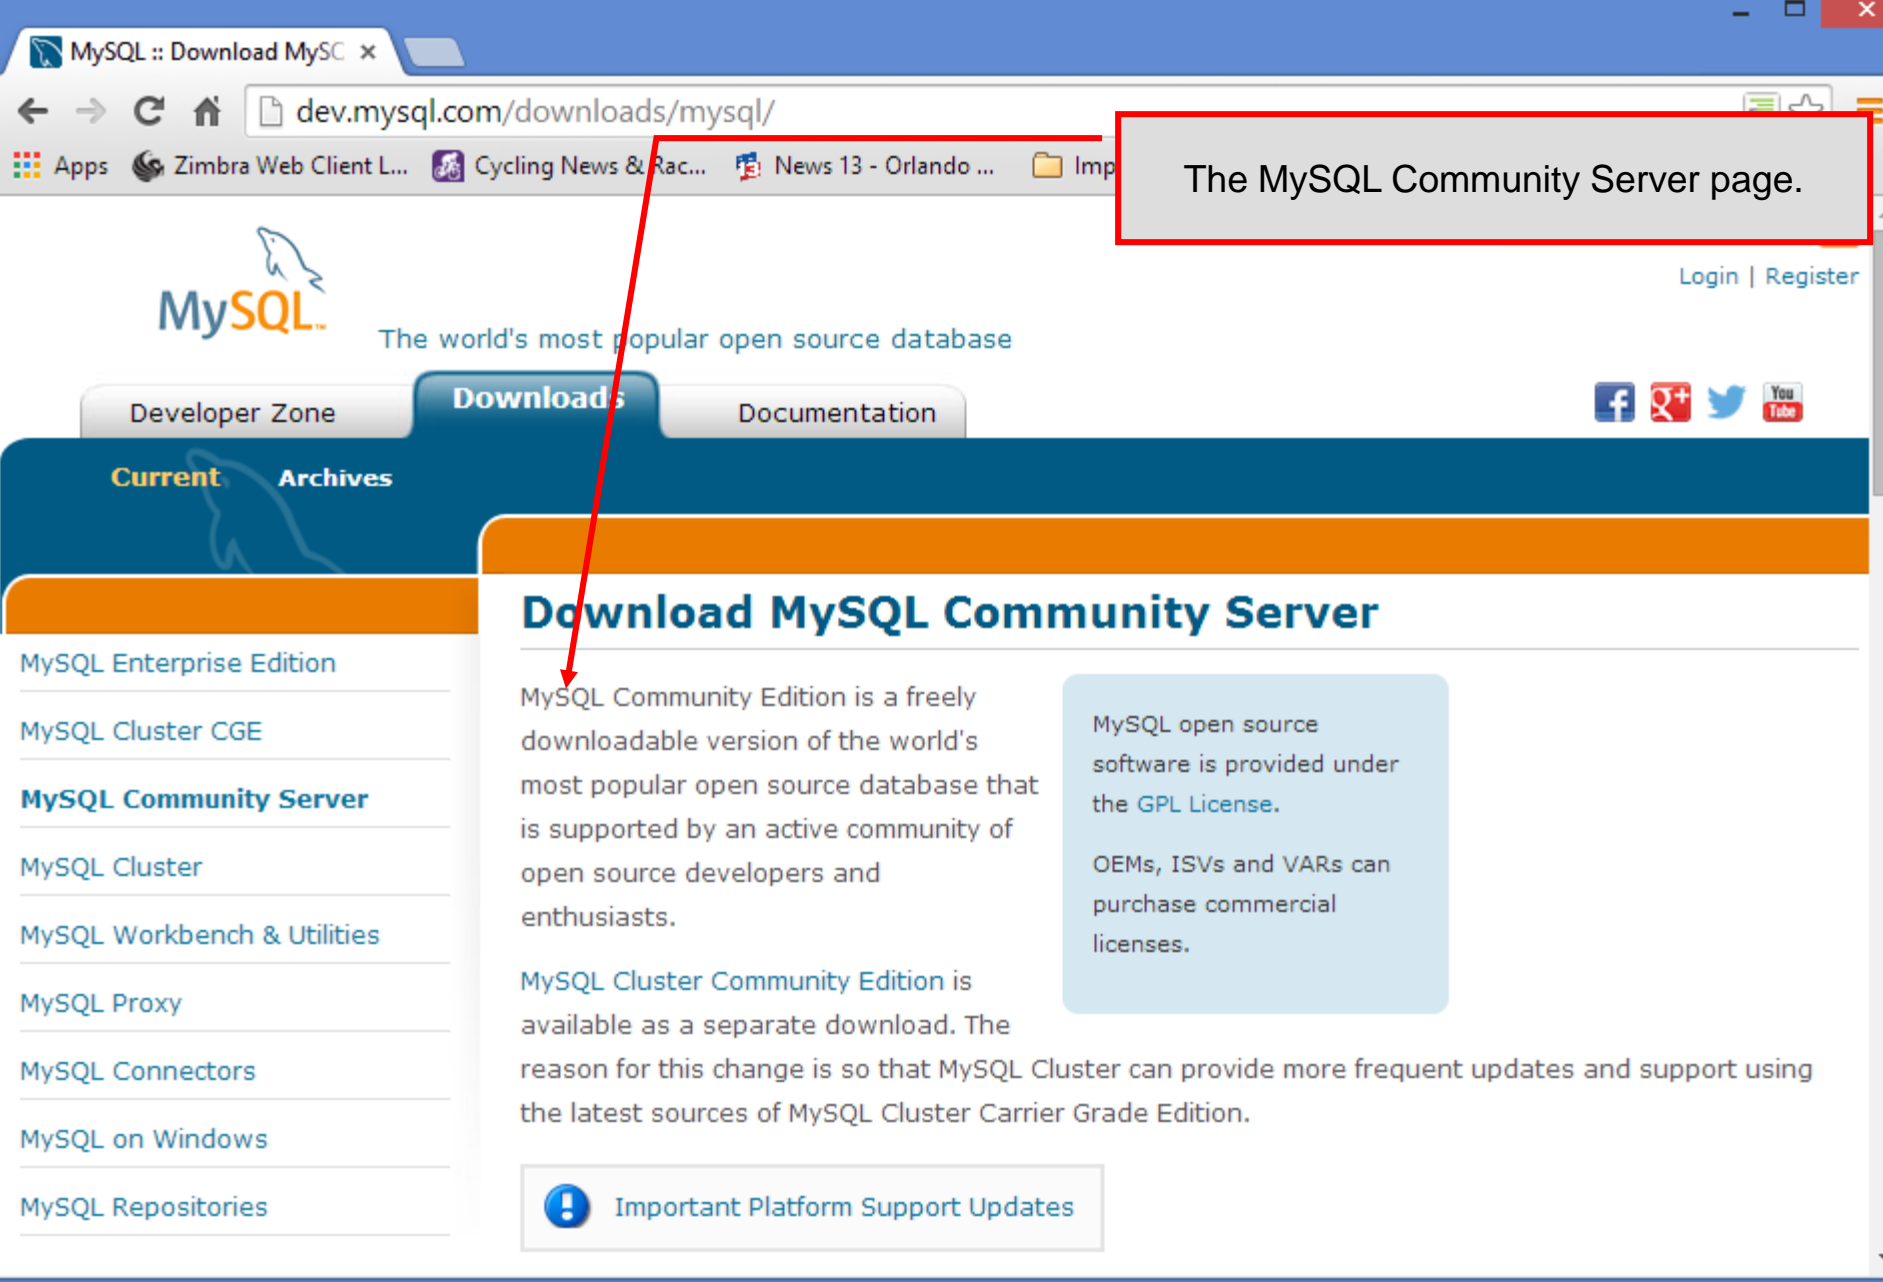 MySQL :: Download MySC
dev.mysql.com/downloads/mysql/
Apps
Zimbra Web Client L...
Cycling News & Rac...
News 13 - Orlando ...
Imp
The MySQL Community Server page.
Login | Register
MySQL
The world's most popular open source database
Developer Zone
Downloads
Documentation
You Tube
Current
Archives
Download MySQL Community Server
MySQL Enterprise Edition
MySQL Cluster CGE
MySQL Community Server
MySQL Cluster
MySQL Workbench & Utilities
MySQL Proxy
MySQL Connectors
MySQL on Windows
MySQL Repositories
MySQL Community Edition is a freely
downloadable version of the world's
most popular open source database that
is supported by an active community of
open source developers and
enthusiasts.
MySQL open source
software is provided under
the GPL License.
OEMs, ISVs and VARs can
purchase commercial
licenses.
MySQL Cluster Community Edition is
available as a separate download. The
reason for this change is so that MySQL Cluster can provide more frequent updates and support using
the latest sources of MySQL Cluster Carrier Grade Edition.
Important Platform Support Updates